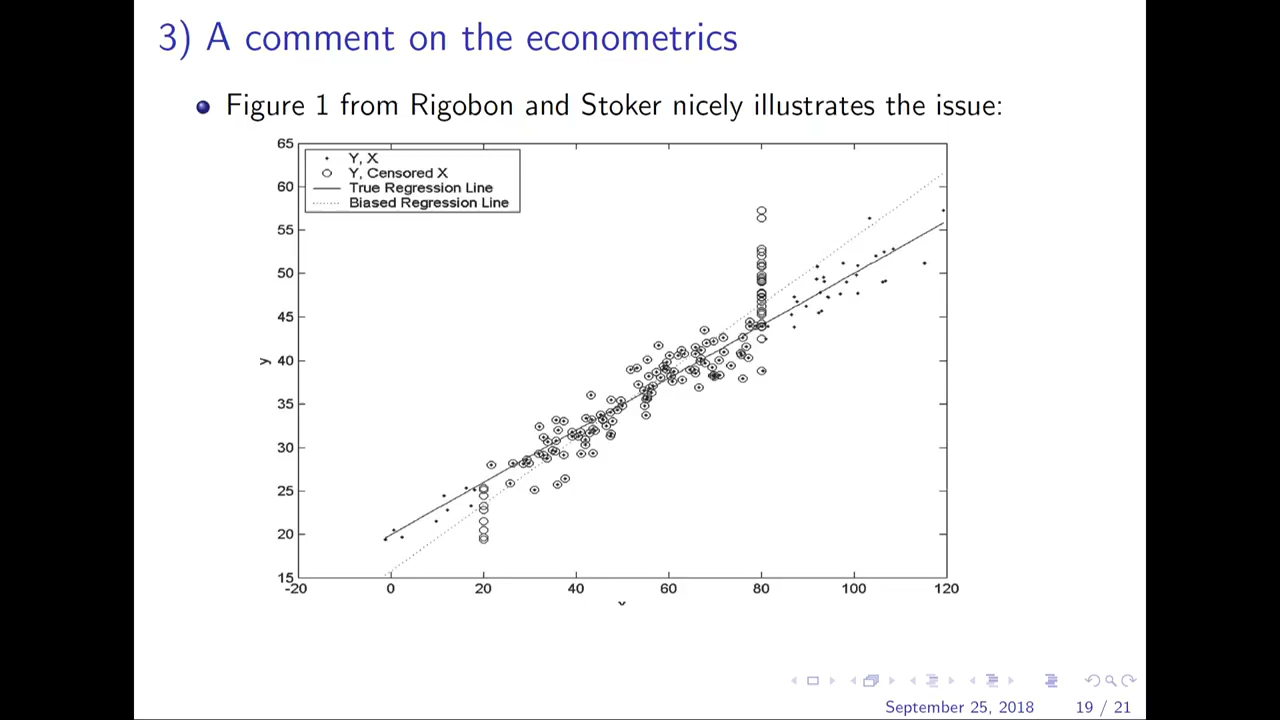 3) A comment on the econometrics
Figure 1 from Rigobon and Stoker nicely illustrates the issue:
65
60
55
50
45
40
35
30
25
20
15
y
Y, X
Y, Censored X
True Regression Line
Biased Regression Line
-20 0 20 40 60 80 100 120
September 25, 2018 19 / 21